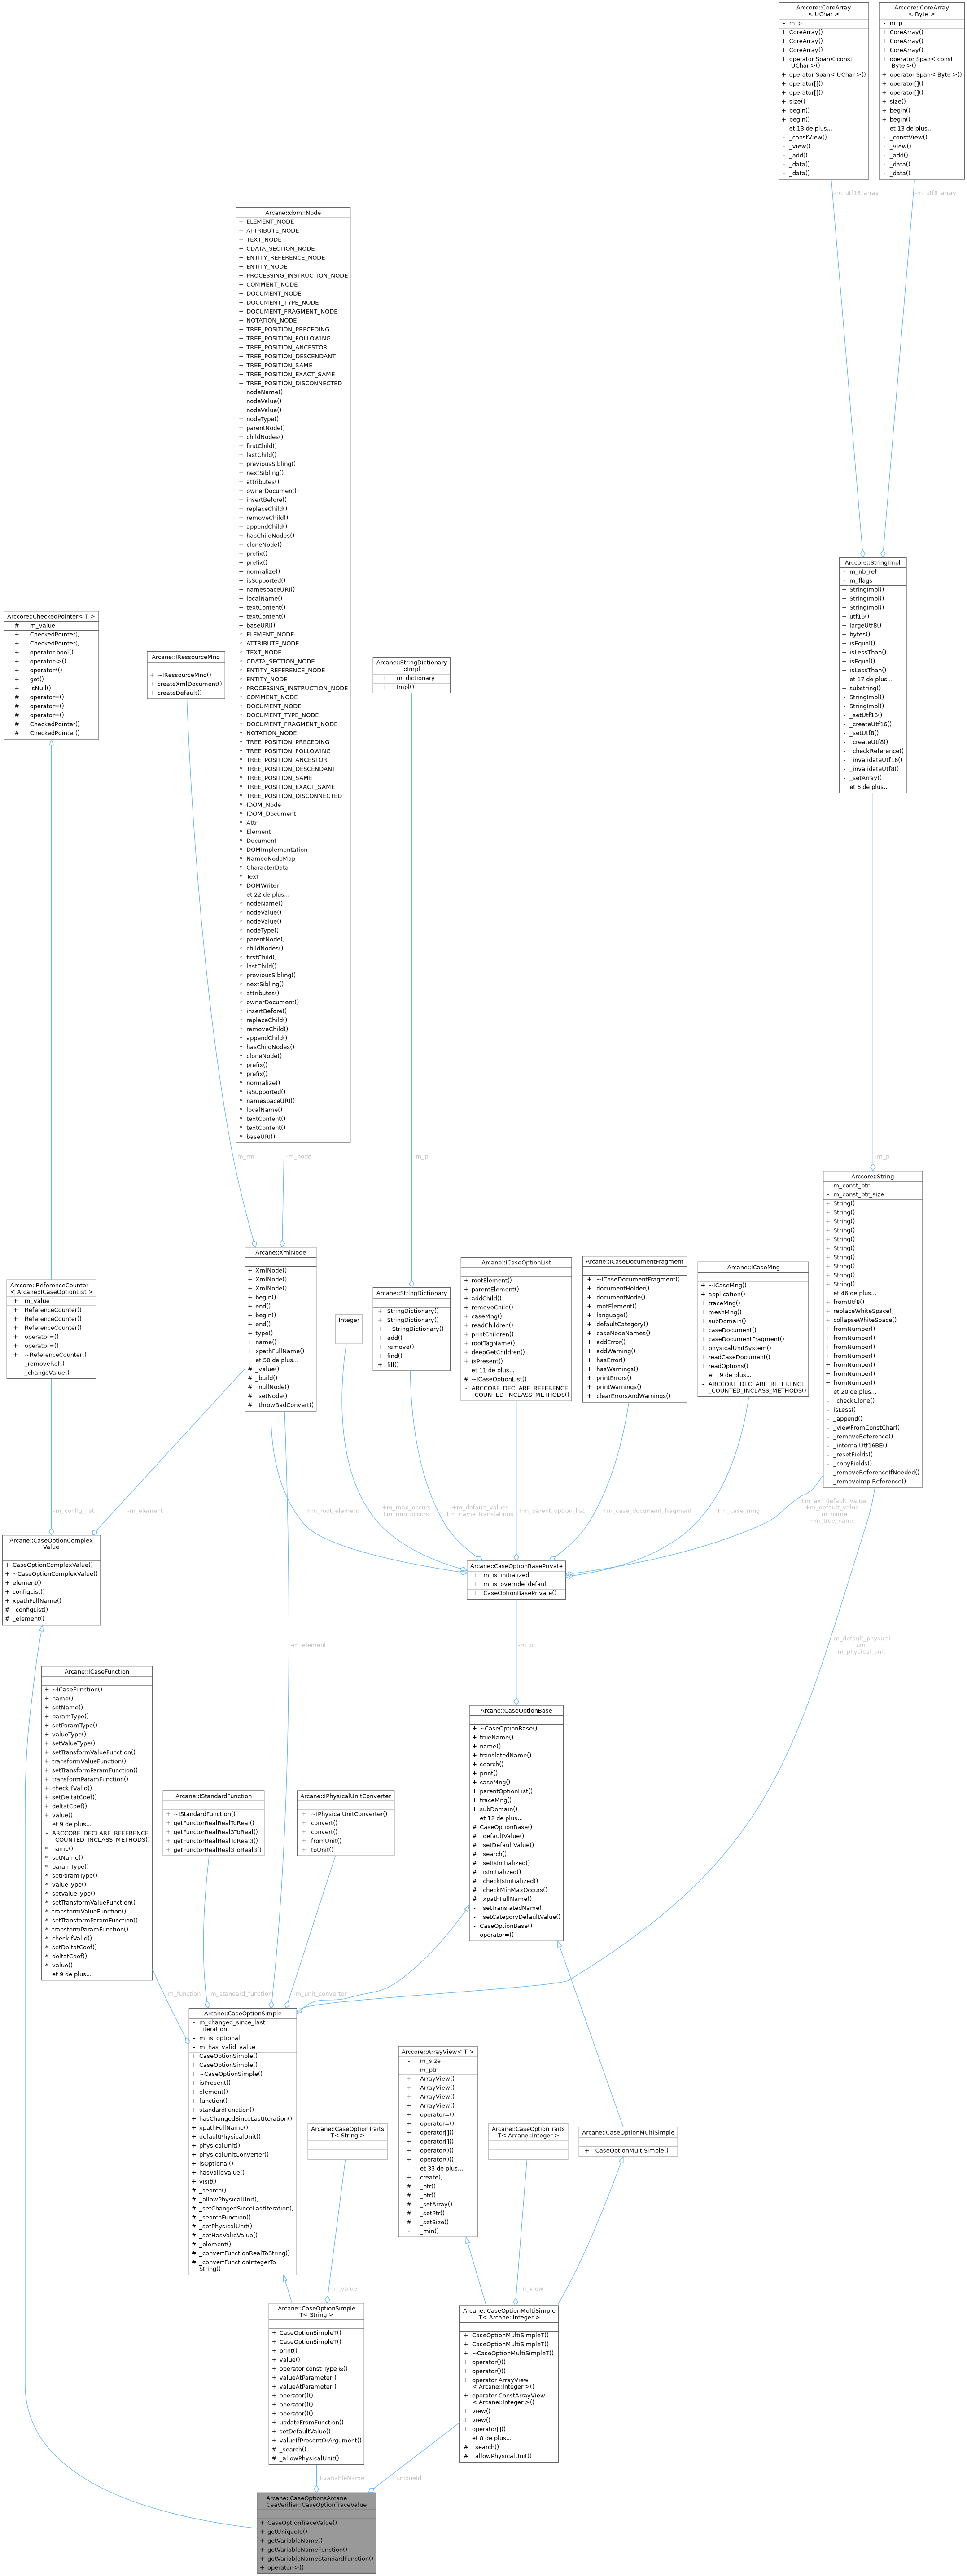 Arccore::CoreArray
< UChar >
- m_p
+ CoreArray()
+ CoreArray()
+ CoreArray()
+ operator Span< const
UChar >()
+ operator Span< UChar >()
+ operator[]()
+ operator[]()
+ size()
+ begin()
+ begin()
et 13 de plus...
- _constView()
- _view()
- _add()
- _data()
- _data()
Arccore::CoreArray
< Byte >
- m_p
+ CoreArray()
+ CoreArray()
+ CoreArray()
+ operator Span< const
Byte >()
+ operator Span< Byte >()
+ operator[]()
+ operator[]()
+ size()
+ begin()
+ begin()
et 13 de plus...
- _constView()
- _view()
- _add()
- _data()
- _data()
-m_utf16_array
-m_utf8_array
Arcane::dom::Node
+ ELEMENT_NODE
+ ATTRIBUTE_NODE
+ TEXT_NODE
+ CDATA_SECTION_NODE
+ ENTITY_REFERENCE_NODE
+ ENTITY_NODE
+ PROCESSING_INSTRUCTION_NODE
+ COMMENT_NODE
+ DOCUMENT_NODE
+ DOCUMENT_TYPE_NODE
+ DOCUMENT_FRAGMENT_NODE
+ NOTATION_NODE
+ TREE_POSITION_PRECEDING
+ TREE_POSITION_FOLLOWING
+ TREE_POSITION_ANCESTOR
+ TREE_POSITION_DESCENDANT
+ TREE_POSITION_SAME
+ TREE_POSITION_EXACT_SAME
+ TREE_POSITION_DISCONNECTED
+ nodeName()
+ nodeValue()
+ nodeValue()
+ nodeType()
+ parentNode()
+ childNodes()
+ firstChild()
+ lastChild()
+ previousSibling()
+ nextSibling()
+ attributes()
+ ownerDocument()
+ insertBefore()
+ replaceChild()
+ removeChild()
+ appendChild()
+ hasChildNodes()
+ cloneNode()
+ prefix()
+ prefix()
+ normalize()
+ isSupported()
+ namespaceURI()
+ localName()
+ textContent()
+ textContent()
+ baseURI()
* ELEMENT_NODE
* ATTRIBUTE_NODE
* TEXT_NODE
* CDATA_SECTION_NODE
* ENTITY_REFERENCE_NODE
* ENTITY_NODE
* PROCESSING_INSTRUCTION_NODE
* COMMENT_NODE
* DOCUMENT_NODE
* DOCUMENT_TYPE_NODE
* DOCUMENT_FRAGMENT_NODE
* NOTATION_NODE
* TREE_POSITION_PRECEDING
* TREE_POSITION_FOLLOWING
* TREE_POSITION_ANCESTOR
* TREE_POSITION_DESCENDANT
* TREE_POSITION_SAME
* TREE_POSITION_EXACT_SAME
* TREE_POSITION_DISCONNECTED
* IDOM_Node
* IDOM_Document
* Attr
* Element
* Document
* DOMImplementation
* NamedNodeMap
* CharacterData
* Text
* DOMWriter
et 22 de plus...
* nodeName()
* nodeValue()
* nodeValue()
* nodeType()
* parentNode()
* childNodes()
* firstChild()
* lastChild()
* previousSibling()
* nextSibling()
* attributes()
* ownerDocument()
* insertBefore()
* replaceChild()
* removeChild()
* appendChild()
* hasChildNodes()
* cloneNode()
* prefix()
* prefix()
* normalize()
* isSupported()
* namespaceURI()
* localName()
* textContent()
* textContent()
* baseURI()
Arccore::StringImpl
- m_nb_ref
- m_flags
+ StringImpl()
+ StringImpl()
+ StringImpl()
+ utf16()
+ largeUtf8()
+ bytes()
+ isEqual()
+ isLessThan()
+ isEqual()
+ isLessThan()
et 17 de plus...
+ substring()
- StringImpl()
- StringImpl()
- _setUtf16()
- _createUtf16()
- _setUtf8()
- _createUtf8()
- _checkReference()
- _invalidateUtf16()
- _invalidateUtf8()
- _setArray()
et 6 de plus...
Arccore::CheckedPointer< T >
# m_value
+ CheckedPointer()
+ CheckedPointer()
+ operator bool()
+ operator->()
+ operator*()
+ get()
+ isNull()
# operator=()
# operator=()
# operator=()
# CheckedPointer()
# CheckedPointer()
Arcane::IRessourceMng
+ ~IRessourceMng()
+ createXmlDocument()
+ createDefault()
Arcane::StringDictionary
::Impl
+ m_dictionary
+ Impl()
-m_rm
-m_node
-m_p
-m_p
Arccore::String
- m_const_ptr
- m_const_ptr_size
+ String()
+ String()
+ String()
+ String()
+ String()
+ String()
+ String()
+ String()
+ String()
+ String()
et 46 de plus...
+ fromUtf8()
+ replaceWhiteSpace()
+ collapseWhiteSpace()
+ fromNumber()
+ fromNumber()
+ fromNumber()
+ fromNumber()
+ fromNumber()
+ fromNumber()
+ fromNumber()
et 20 de plus...
- _checkClone()
- isLess()
- _append()
- _viewFromConstChar()
- _removeReference()
- _internalUtf16BE()
- _resetFields()
- _copyFields()
- _removeReferenceIfNeeded()
- _removeImplReference()
Arcane::XmlNode
+ XmlNode()
+ XmlNode()
+ XmlNode()
+ begin()
+ end()
+ begin()
+ end()
+ type()
+ name()
+ xpathFullName()
et 50 de plus...
# _value()
# _build()
# _nullNode()
# _setNode()
# _throwBadConvert()
Integer
Arcane::StringDictionary
+ StringDictionary()
+ StringDictionary()
+ ~StringDictionary()
+ add()
+ remove()
+ find()
+ fill()
Arcane::ICaseOptionList
+ rootElement()
+ parentElement()
+ addChild()
+ removeChild()
+ caseMng()
+ readChildren()
+ printChildren()
+ rootTagName()
+ deepGetChildren()
+ isPresent()
et 11 de plus...
# ~ICaseOptionList()
- ARCCORE_DECLARE_REFERENCE
_COUNTED_INCLASS_METHODS()
Arcane::ICaseDocumentFragment
+ ~ICaseDocumentFragment()
+ documentHolder()
+ documentNode()
+ rootElement()
+ language()
+ defaultCategory()
+ caseNodeNames()
+ addError()
+ addWarning()
+ hasError()
+ hasWarnings()
+ printErrors()
+ printWarnings()
+ clearErrorsAndWarnings()
Arcane::ICaseMng
+ ~ICaseMng()
+ application()
+ traceMng()
+ meshMng()
+ subDomain()
+ caseDocument()
+ caseDocumentFragment()
+ physicalUnitSystem()
+ readCaseDocument()
+ readOptions()
et 19 de plus...
- ARCCORE_DECLARE_REFERENCE
_COUNTED_INCLASS_METHODS()
Arccore::ReferenceCounter
< Arcane::ICaseOptionList >
+ m_value
+ ReferenceCounter()
+ ReferenceCounter()
+ ReferenceCounter()
+ operator=()
+ operator=()
+ ~ReferenceCounter()
- _removeRef()
- _changeValue()
-m_config_list
-m_element
+m_root_element
+m_max_occurs
+m_min_occurs
+m_default_values
+m_name_translations
+m_parent_option_list
+m_case_document_fragment
+m_case_mng
+m_axl_default_value
+m_default_value
+m_name
+m_true_name
Arcane::CaseOptionComplex
Value
+ CaseOptionComplexValue()
+ ~CaseOptionComplexValue()
+ element()
+ configList()
+ xpathFullName()
# _configList()
# _element()
Arcane::CaseOptionBasePrivate
+ m_is_initialized
+ m_is_override_default
+ CaseOptionBasePrivate()
-m_element
-m_p
-m_default_physical
_unit
-m_physical_unit
Arcane::ICaseFunction
+ ~ICaseFunction()
+ name()
+ setName()
+ paramType()
+ setParamType()
+ valueType()
+ setValueType()
+ setTransformValueFunction()
+ transformValueFunction()
+ setTransformParamFunction()
+ transformParamFunction()
+ checkIfValid()
+ setDeltatCoef()
+ deltatCoef()
+ value()
et 9 de plus...
- ARCCORE_DECLARE_REFERENCE
_COUNTED_INCLASS_METHODS()
* name()
* setName()
* paramType()
* setParamType()
* valueType()
* setValueType()
* setTransformValueFunction()
* transformValueFunction()
* setTransformParamFunction()
* transformParamFunction()
* checkIfValid()
* setDeltatCoef()
* deltatCoef()
* value()
et 9 de plus...
Arcane::IStandardFunction
+ ~IStandardFunction()
+ getFunctorRealRealToReal()
+ getFunctorRealReal3ToReal()
+ getFunctorRealRealToReal3()
+ getFunctorRealReal3ToReal3()
Arcane::IPhysicalUnitConverter
+ ~IPhysicalUnitConverter()
+ convert()
+ convert()
+ fromUnit()
+ toUnit()
Arcane::CaseOptionBase
+ ~CaseOptionBase()
+ trueName()
+ name()
+ translatedName()
+ search()
+ print()
+ caseMng()
+ parentOptionList()
+ traceMng()
+ subDomain()
et 12 de plus...
# CaseOptionBase()
# _defaultValue()
# _setDefaultValue()
# _search()
# _setIsInitialized()
# _isInitialized()
# _checkIsInitialized()
# _checkMinMaxOccurs()
# _xpathFullName()
- _setTranslatedName()
- _setCategoryDefaultValue()
- CaseOptionBase()
- operator=()
-m_function
-m_standard_function
-m_unit_converter
Arcane::CaseOptionSimple
- m_changed_since_last
_iteration
- m_is_optional
- m_has_valid_value
+ CaseOptionSimple()
+ CaseOptionSimple()
+ ~CaseOptionSimple()
+ isPresent()
+ element()
+ function()
+ standardFunction()
+ hasChangedSinceLastIteration()
+ xpathFullName()
+ defaultPhysicalUnit()
+ physicalUnit()
+ physicalUnitConverter()
+ isOptional()
+ hasValidValue()
+ visit()
# _search()
# _allowPhysicalUnit()
# _setChangedSinceLastIteration()
# _searchFunction()
# _setPhysicalUnit()
# _setHasValidValue()
# _element()
# _convertFunctionRealToString()
# _convertFunctionIntegerTo
String()
Arcane::CaseOptionTraits
T< String >
Arccore::ArrayView< T >
- m_size
- m_ptr
+ ArrayView()
+ ArrayView()
+ ArrayView()
+ ArrayView()
+ operator=()
+ operator=()
+ operator[]()
+ operator[]()
+ operator()()
+ operator()()
et 33 de plus...
+ create()
# _ptr()
# _ptr()
# _setArray()
# _setPtr()
# _setSize()
- _min()
Arcane::CaseOptionTraits
T< Arcane::Integer >
Arcane::CaseOptionMultiSimple
+ CaseOptionMultiSimple()
-m_value
-m_view
Arcane::CaseOptionSimple
T< String >
+ CaseOptionSimpleT()
+ CaseOptionSimpleT()
+ print()
+ value()
+ operator const Type &()
+ valueAtParameter()
+ valueAtParameter()
+ operator()()
+ operator()()
+ operator()()
+ updateFromFunction()
+ setDefaultValue()
+ valueIfPresentOrArgument()
# _search()
# _allowPhysicalUnit()
Arcane::CaseOptionMultiSimple
T< Arcane::Integer >
+ CaseOptionMultiSimpleT()
+ CaseOptionMultiSimpleT()
+ ~CaseOptionMultiSimpleT()
+ operator()()
+ operator()()
+ operator ArrayView
< Arcane::Integer >()
+ operator ConstArrayView
< Arcane::Integer >()
+ view()
+ view()
+ operator[]()
et 8 de plus...
# _search()
# _allowPhysicalUnit()
+variableName
+uniqueId
Arcane::CaseOptionsArcane
CeaVerifier::CaseOptionTraceValue
+ CaseOptionTraceValue()
+ getUniqueId()
+ getVariableName()
+ getVariableNameFunction()
+ getVariableNameStandardFunction()
+ operator->()